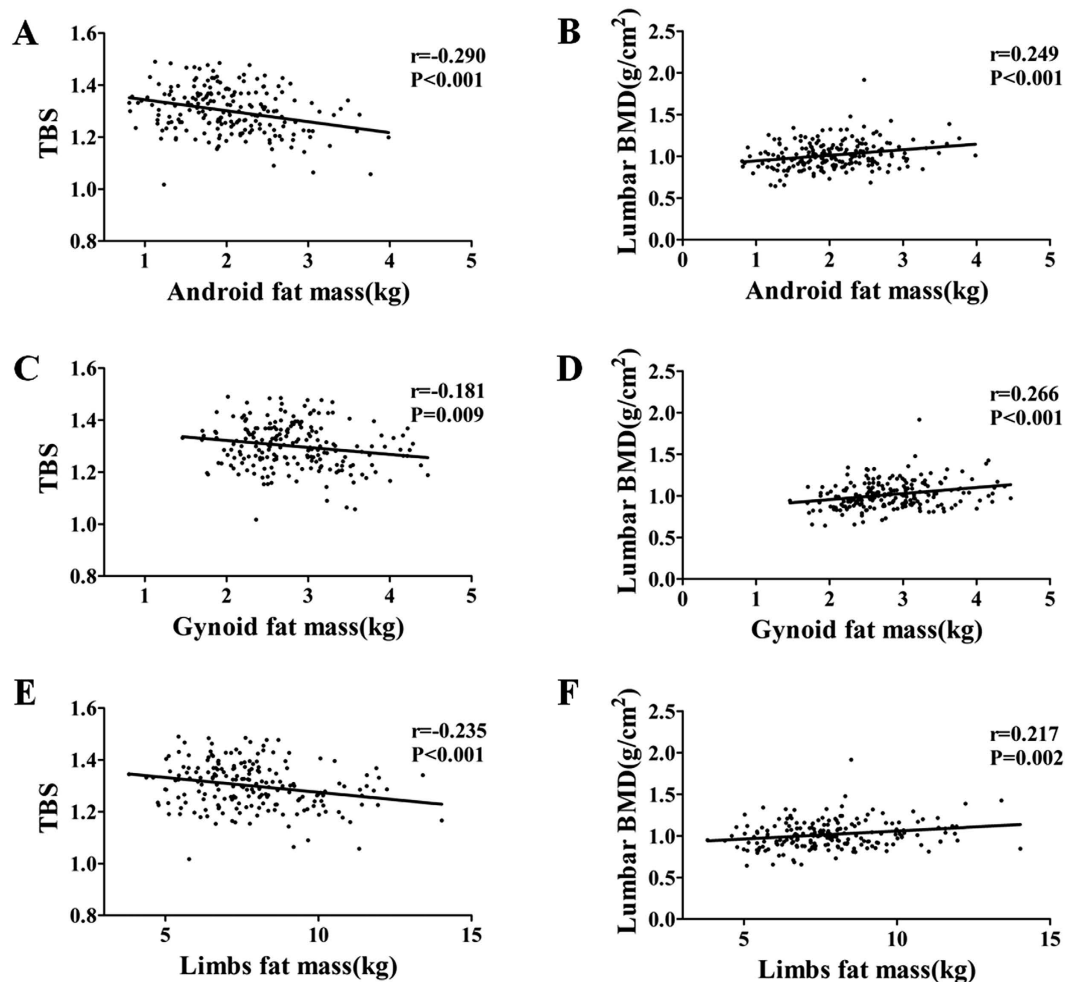 A
r=-0.290
P<0.001
TBS
1.6
1.4
1.2
1.0
0.8
1 2 3 4 5
Android fat mass(kg)
B
r=0.249
P<0.001
Lumbar BMD(g/cm²)
2.5
2.0
1.5
1.0
0.5
0.0
0 1 2 3 4 5
Android fat mass(kg)
C
r=-0.181
P=0.009
TBS
1.6
1.4
1.2
1.0
0.8
1 2 3 4 5
Gynoid fat mass(kg)
D
r=0.266
P<0.001
Lumbar BMD(g/cm²)
2.5
2.0
1.5
1.0
0.5
0.0
0 1 2 3 4 5
Gynoid fat mass(kg)
E
r=-0.235
P<0.001
TBS
1.6
1.4
1.2
1.0
0.8
5 10 15
Limbs fat mass(kg)
F
r=0.217
P=0.002
Lumbar BMD(g/cm²)
2.5
2.0
1.5
1.0
0.5
0.0
5 10 15
Limbs fat mass(kg)